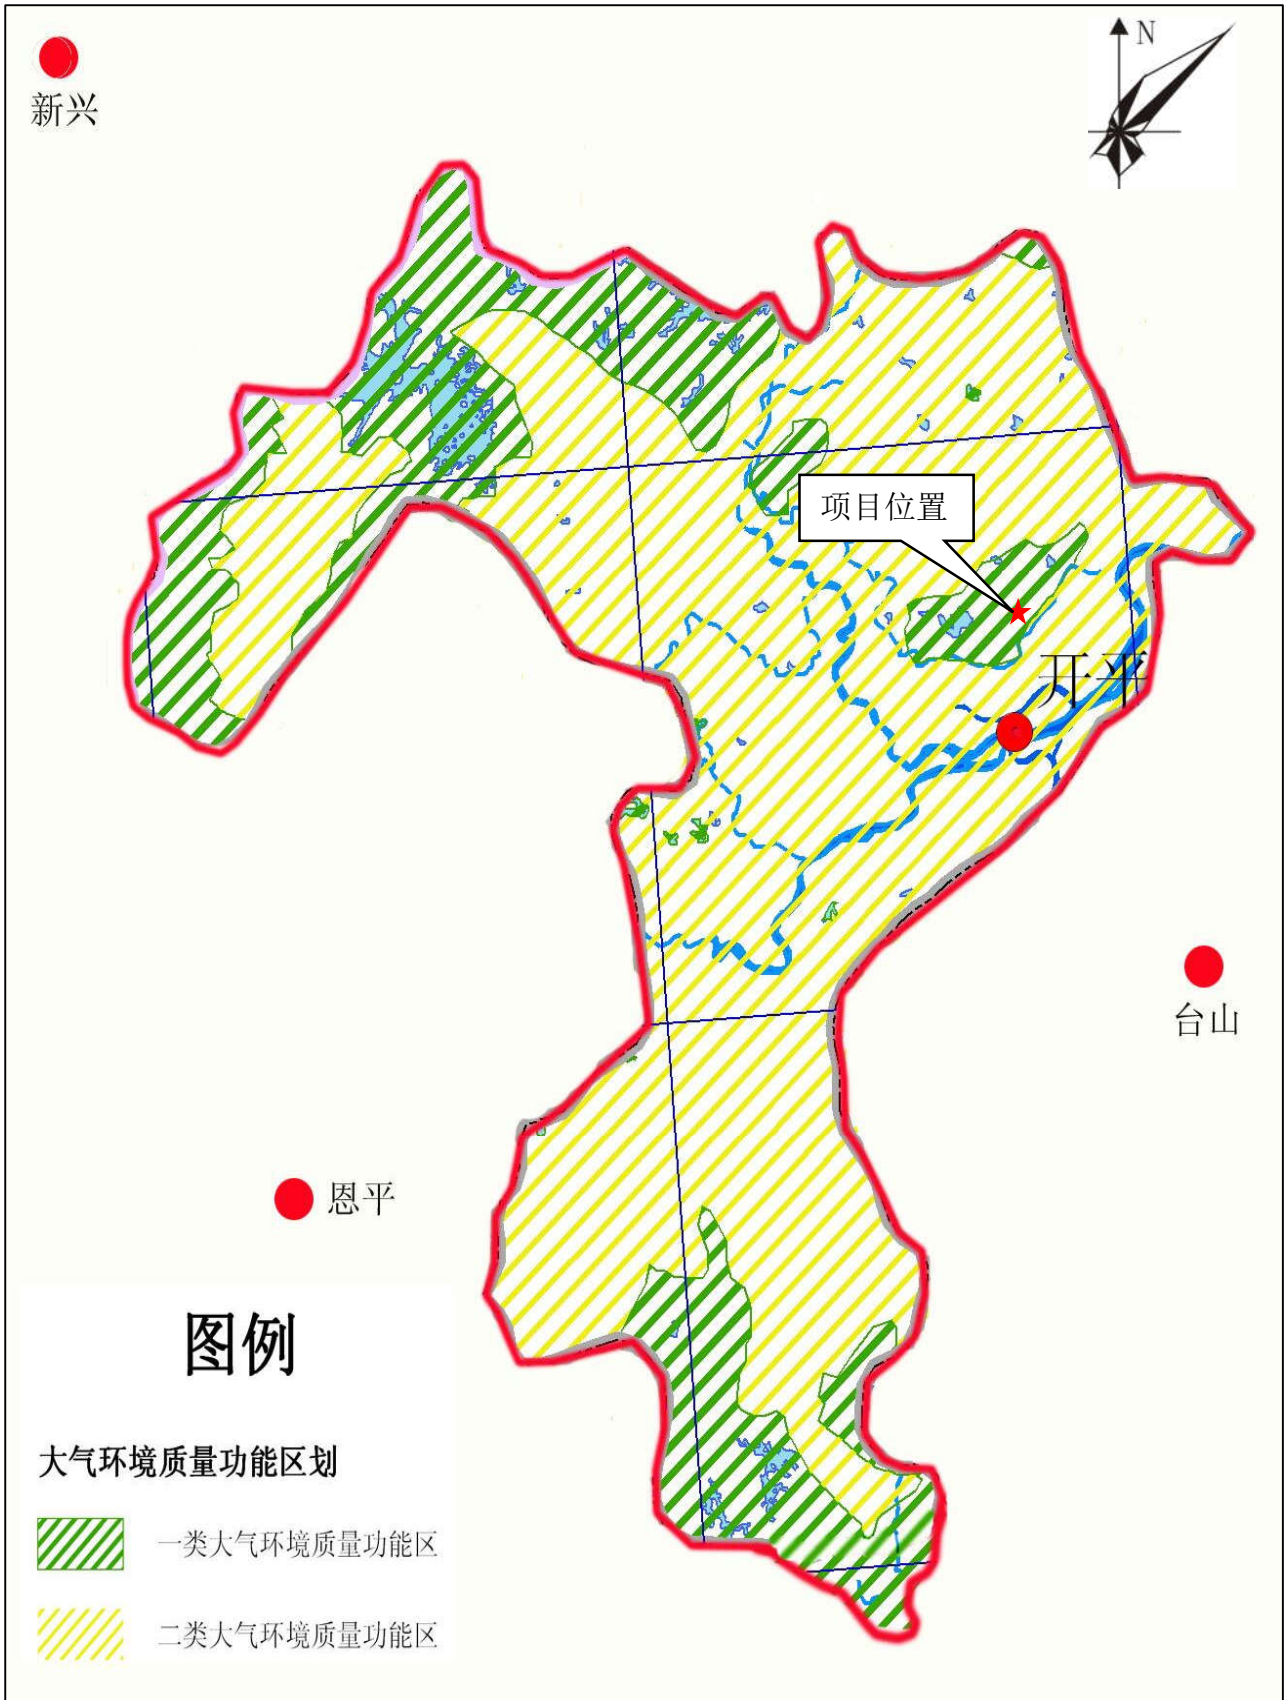 新兴
N
项目位置
开平
台山
恩平
图例
大气环境质量功能区划
一类大气环境质量功能区
二类大气环境质量功能区